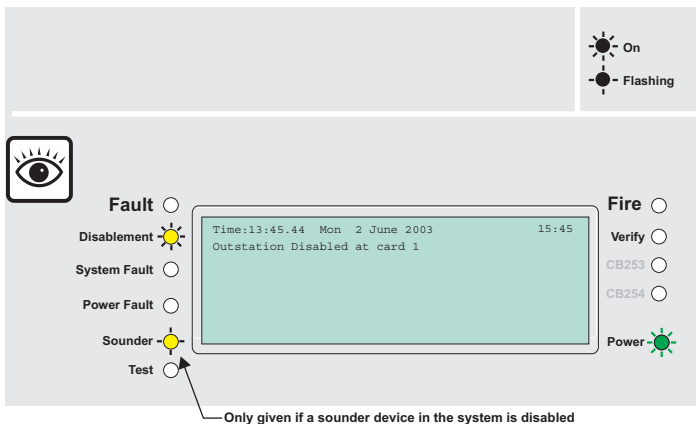 On
Flashing
Fault
Disablement
System Fault
Power Fault
Sounder
Test
Time:13:45.44 Mon 2 June 2003 15:45
Outstation Disabled at card 1
Fire
Verify
CB253
CB254
Power
Only given if a sounder device in the system is disabled